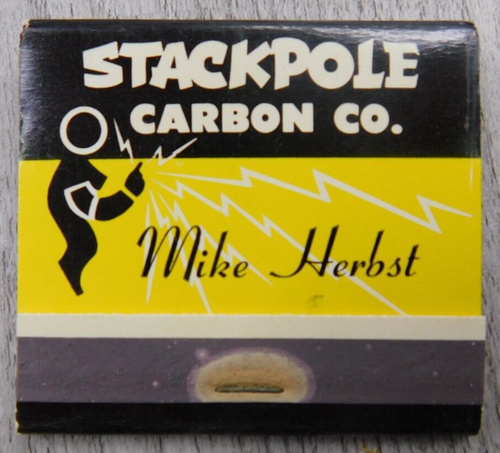 STACKPOLE
CARBON CO.
Mike Herbst